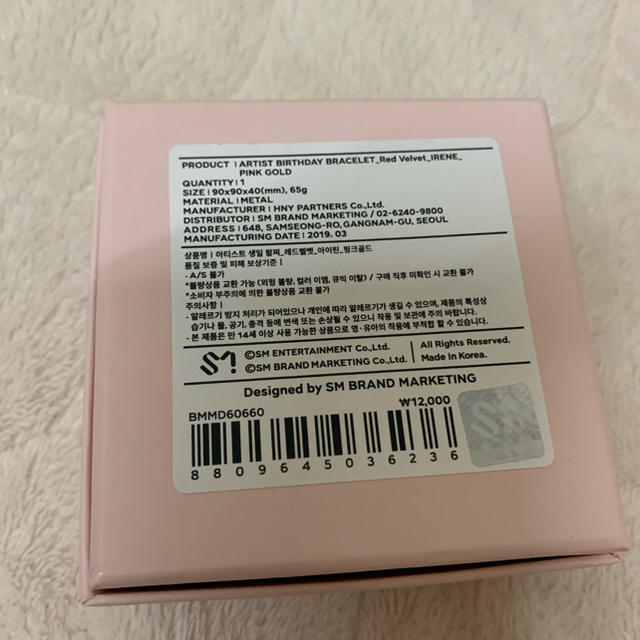 PRODUCT | ARTIST BIRTHDAY BRACELET_Red Velvet_IRENE_
PINK GOLD
QUANTITY | 1
SIZE | 90x90x40(mm), 65g
MATERIAL | METAL
MANUFACTURER | HNY PARTNERS Co.,Ltd.
DISTRIBUTOR | SM BRAND MARKETING / 02-6240-9800
ADDRESS | 648, SAMSEONG-RO, GANGNAM-GU, SEOUL
MANUFACTURING DATE | 2019. 03
상품명 | 아티스트 생일 팔찌_레드벨벳_아이린_핑크골드
품질 보증 및 피해 보상기준 |
- A/S 불가
*불량상품 교환 가능 (외형 불량, 컬러 이염, 큐빅 이탈) / 구매 직후 미확인 시 교환 불가
*소비자 부주의에 의한 불량상품 교환 불가
주의사항 |
- 알레르기 방지 처리가 되어있으나 개인에 따라 알레르기가 생길 수 있으며, 제품의 특성상
습기나 물, 공기, 충격 등에 변색 또는 손상될 수 있으니 착용 및 보관에 주의 바랍니다.
- 본 제품은 만 14세 이상 사용 가능한 상품으로 영·유아의 착용에 부적합 할 수 있습니다.
SM
©SM ENTERTAINMENT Co.,Ltd.
©SM BRAND MARKETING Co.,Ltd.
All Rights Reserved.
Made in Korea.
Designed by SM BRAND MARKETING
BMMD60660
₩12,000
8809645036236
SM